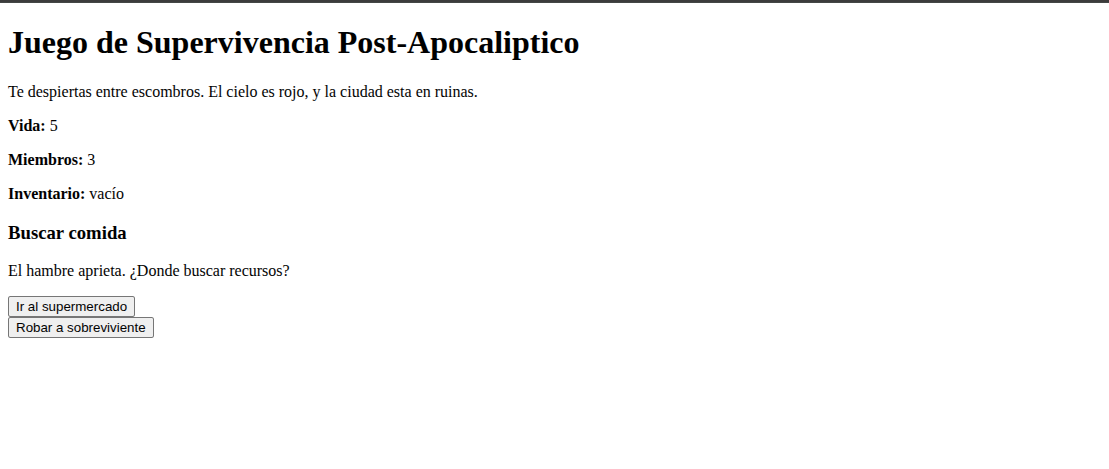 Juego de Supervivencia Post-Apocaliptico
Te despiertas entre escombros. El cielo es rojo, y la ciudad esta en ruinas.
Vida: 5
Miembros: 3
Inventario: vacío
Buscar comida
El hambre aprieta. ¿Donde buscar recursos?
Ir al supermercado
Robar a sobreviviente